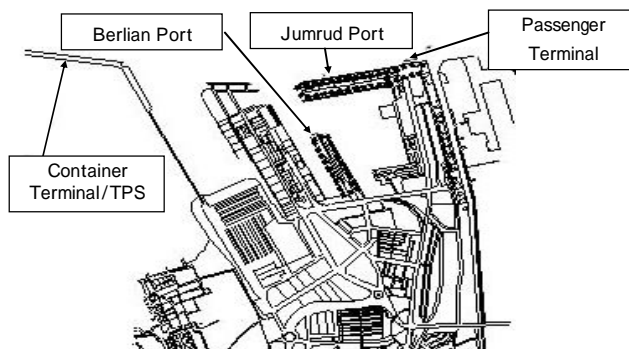 Berlian Port
Jumrud Port
Passenger
Terminal
Container
Terminal/TPS